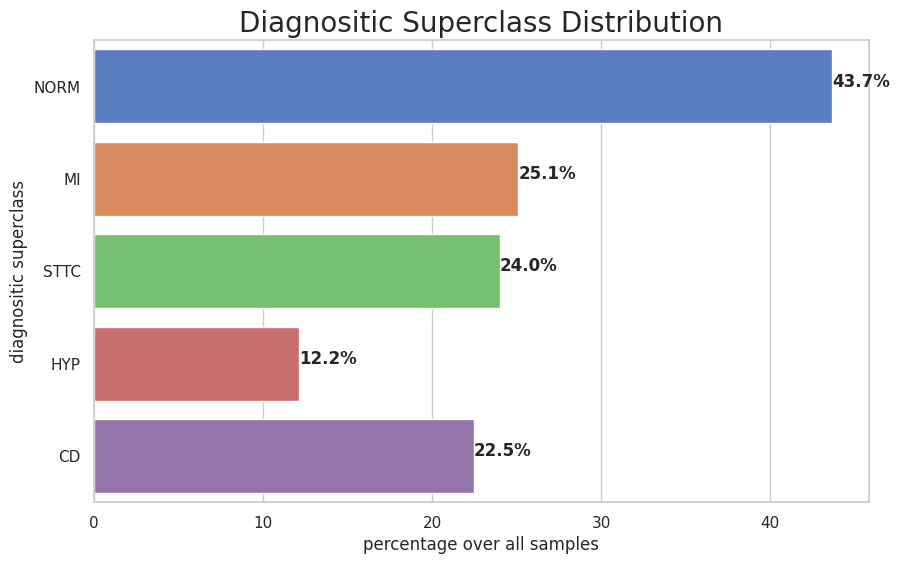 Diagnositic Superclass Distribution
diagnositic superclass
NORM
43.7%
MI
25.1%
STTC
24.0%
HYP
12.2%
CD
22.5%
0 10 20 30 40
percentage over all samples